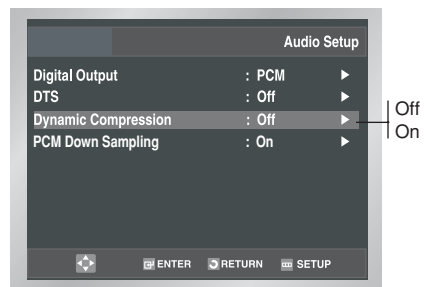 Audio Setup
Digital Output : PCM ▶
DTS : Off ▶
Dynamic Compression : Off ▶
PCM Down Sampling : On ▶
Off
On
ENTER RETURN SETUP